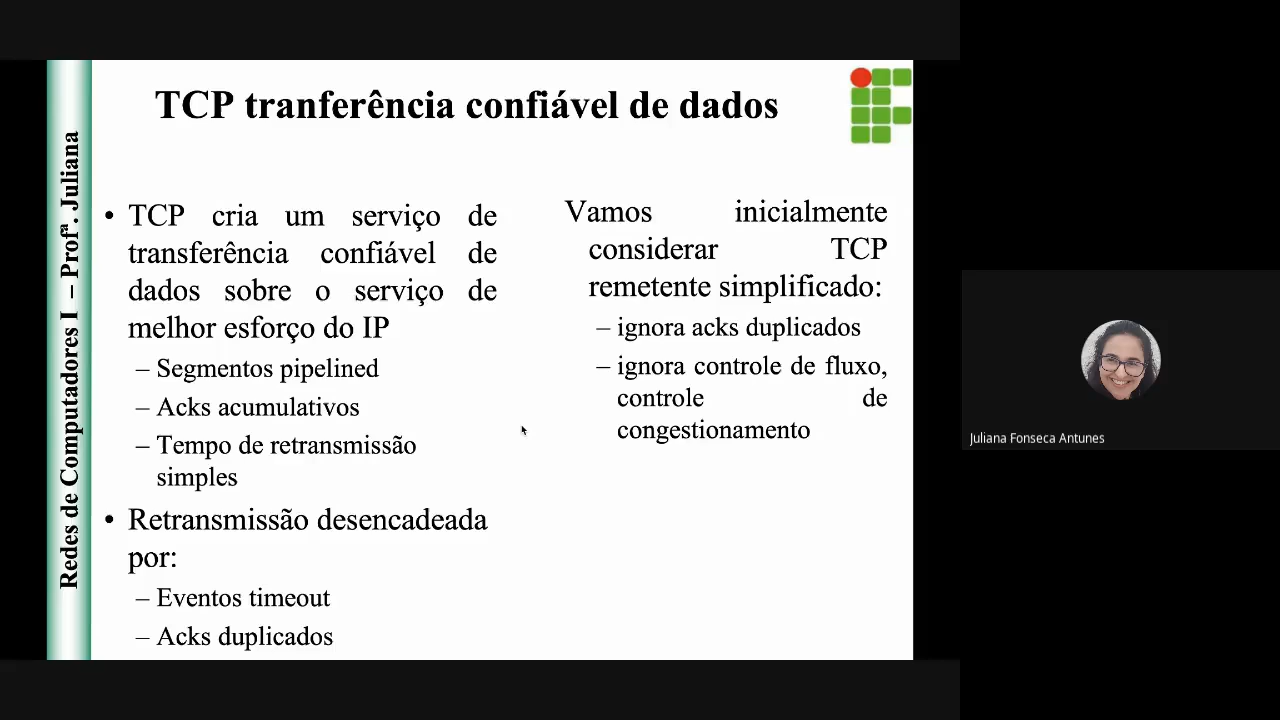 TCP tranferência confiável de dados
Redes de Computadores I – Profª. Juliana
• TCP cria um serviço de
transferência confiável de
dados sobre o serviço de
melhor esforço do IP
– Segmentos pipelined
– Acks acumulativos
– Tempo de retransmissão
simples
• Retransmissão desencadeada
por:
– Eventos timeout
– Acks duplicados
Vamos inicialmente
considerar TCP
remetente simplificado:
– ignora acks duplicados
– ignora controle de fluxo,
controle de
congestionamento
Juliana Fonseca Antunes